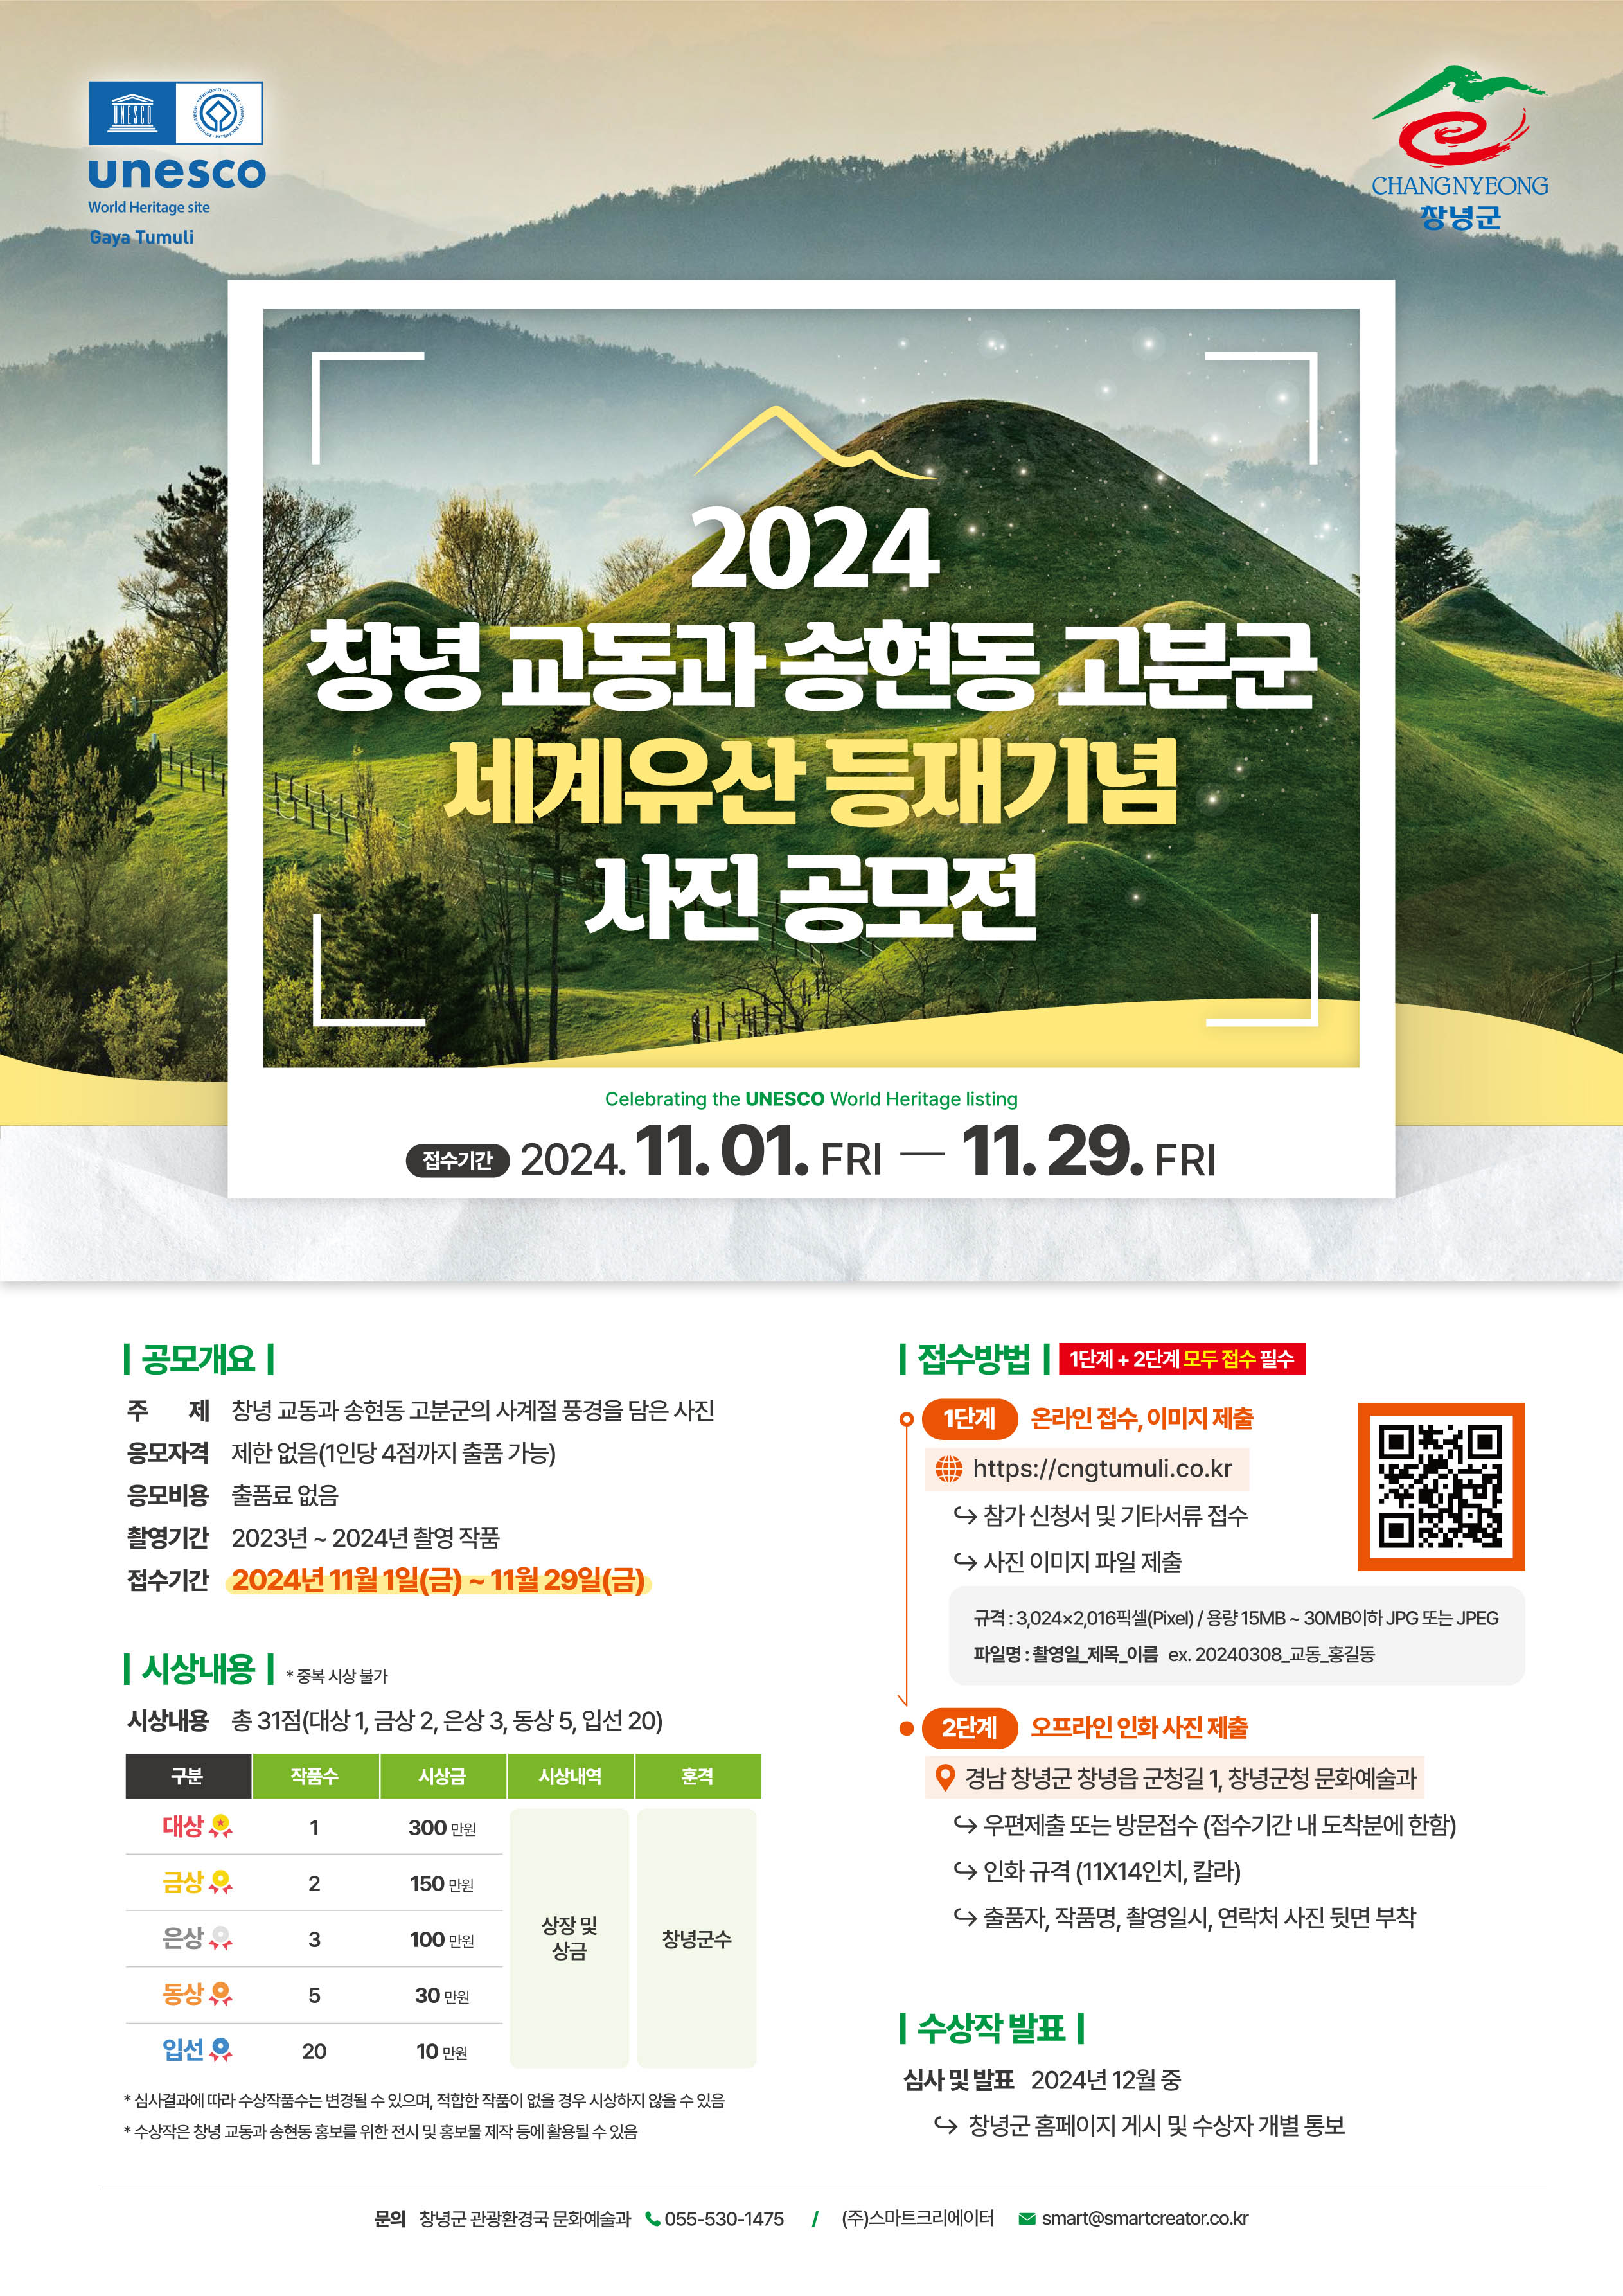 UNESCO
PATRIMONIO MUNDIAL · WORLD HERITAGE · PATRIMOINE MONDIAL
unesco
World Heritage site
Gaya Tumuli
CHANGNYEONG
창녕군
2024
창녕 교동과 송현동 고분군
세계유산 등재기념
사진 공모전
Celebrating the UNESCO World Heritage listing
접수기간 2024. 11. 01. FRI — 11. 29. FRI
공모개요
주 제 창녕 교동과 송현동 고분군의 사계절 풍경을 담은 사진
응모자격 제한 없음(1인당 4점까지 출품 가능)
응모비용 출품료 없음
촬영기간 2023년 ~ 2024년 촬영 작품
접수기간 2024년 11월 1일(금) ~ 11월 29일(금)
시상내용 * 중복 시상 불가
시상내용 총 31점(대상 1, 금상 2, 은상 3, 동상 5, 입선 20)
구분 작품수 시상금 시상내역 훈격
대상 1 300 만원
금상 2 150 만원
은상 3 100 만원
동상 5 30 만원
입선 20 10 만원
상장 및
상금
창녕군수
* 심사결과에 따라 수상작품수는 변경될 수 있으며, 적합한 작품이 없을 경우 시상하지 않을 수 있음
* 수상작은 창녕 교동과 송현동 홍보를 위한 전시 및 홍보물 제작 등에 활용될 수 있음
접수방법 1단계 + 2단계 모두 접수 필수
1단계 온라인 접수, 이미지 제출
https://cngtumuli.co.kr
↪ 참가 신청서 및 기타서류 접수
↪ 사진 이미지 파일 제출
규격 : 3,024×2,016픽셀(Pixel) / 용량 15MB ~ 30MB이하 JPG 또는 JPEG
파일명 : 촬영일_제목_이름 ex. 20240308_교동_홍길동
2단계 오프라인 인화 사진 제출
경남 창녕군 창녕읍 군청길 1, 창녕군청 문화예술과
↪ 우편제출 또는 방문접수 (접수기간 내 도착분에 한함)
↪ 인화 규격 (11X14인치, 칼라)
↪ 출품자, 작품명, 촬영일시, 연락처 사진 뒷면 부착
수상작 발표
심사 및 발표 2024년 12월 중
↪ 창녕군 홈페이지 게시 및 수상자 개별 통보
문의 창녕군 관광환경국 문화예술과 055-530-1475 / (주)스마트크리에이터 smart@smartcreator.co.kr